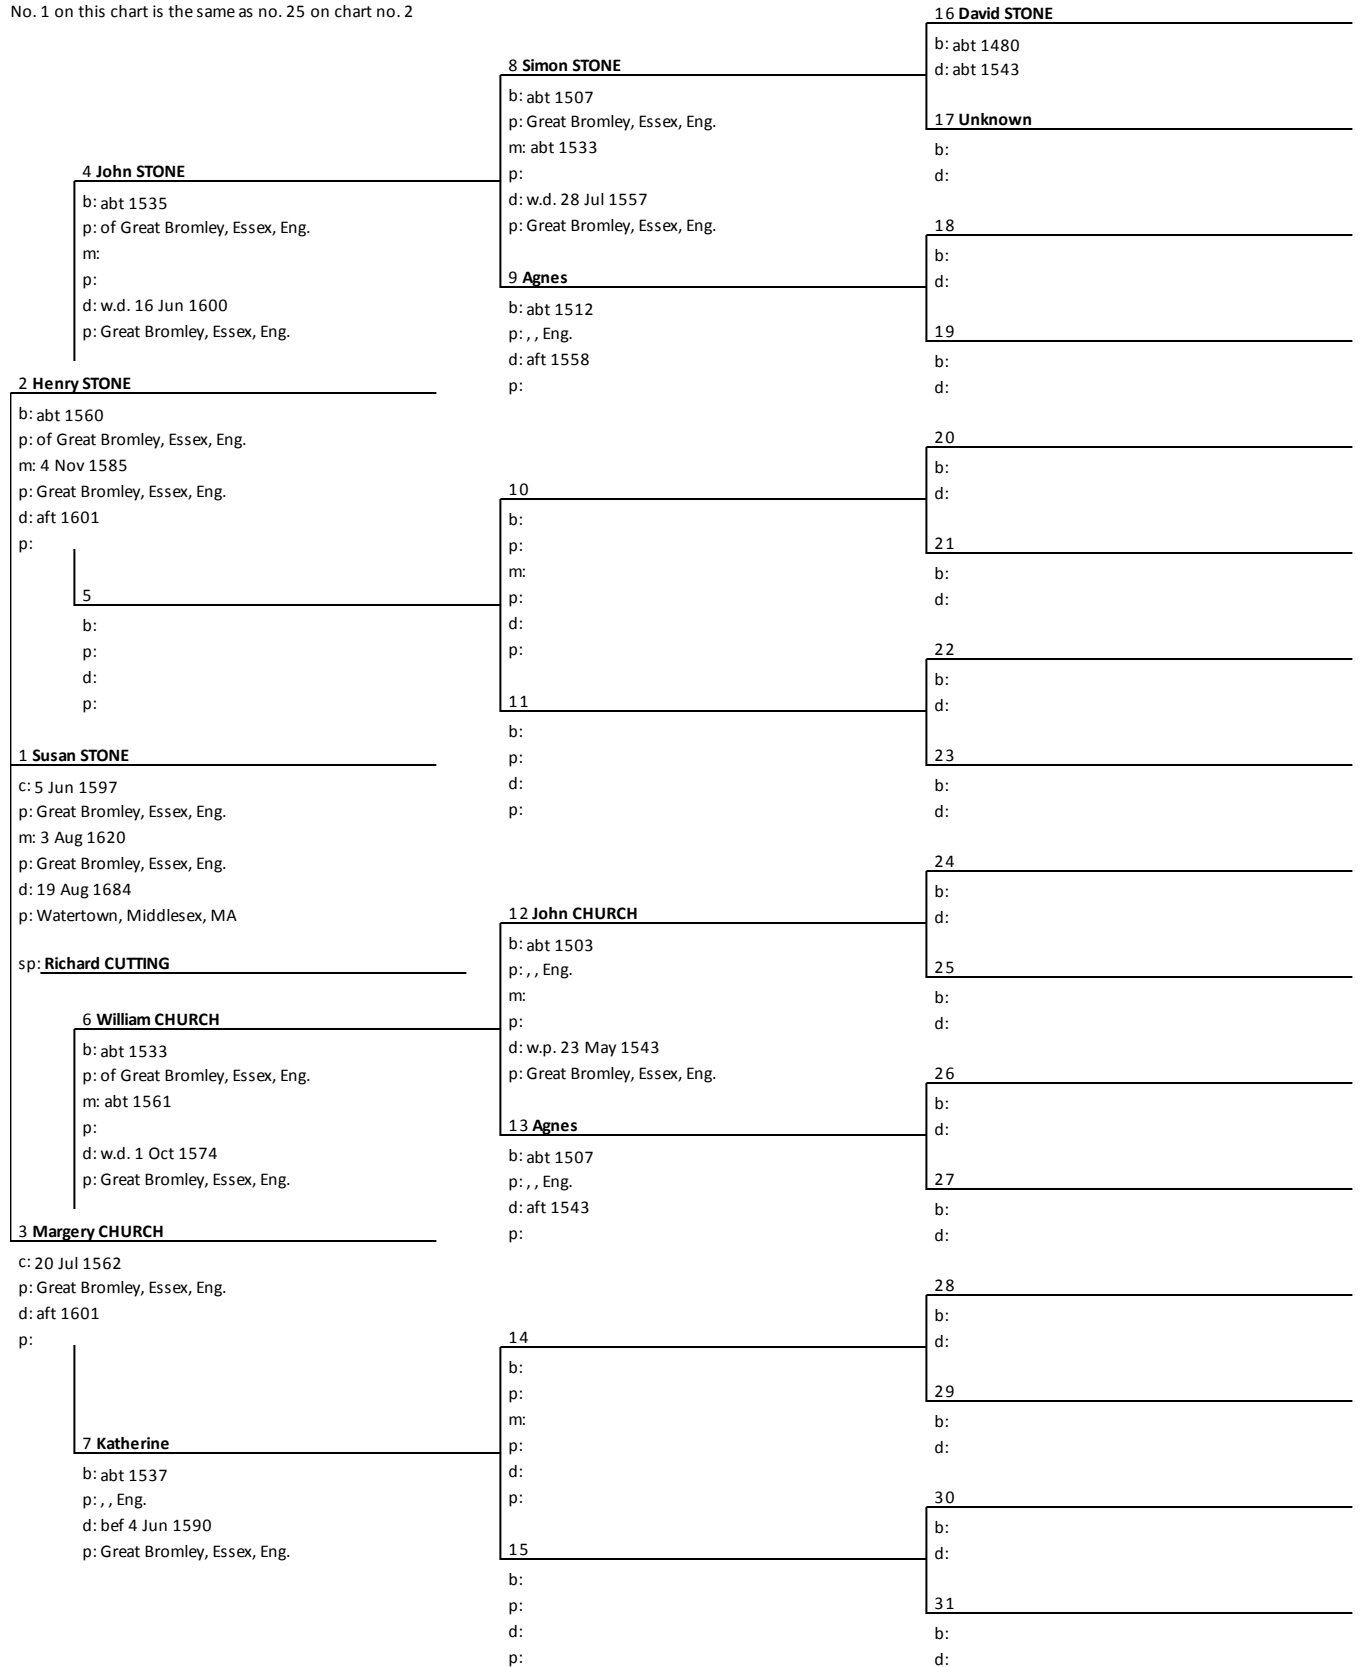 No. 1 on this chart is the same as no. 25 on chart no. 2
16 David STONE
b: abt 1480
d: abt 1543
8 Simon STONE
b: abt 1507
p: Great Bromley, Essex, Eng.
m: abt 1533
p:
d: w.d. 28 Jul 1557
p: Great Bromley, Essex, Eng.
17 Unknown
b:
d:
4 John STONE
b: abt 1535
p: of Great Bromley, Essex, Eng.
m:
p:
d: w.d. 16 Jun 1600
p: Great Bromley, Essex, Eng.
18
b:
d:
9 Agnes
b: abt 1512
p: , , Eng.
d: aft 1558
p:
19
b:
d:
2 Henry STONE
b: abt 1560
p: of Great Bromley, Essex, Eng.
m: 4 Nov 1585
p: Great Bromley, Essex, Eng.
d: aft 1601
p:
20
b:
d:
10
b:
p:
m:
p:
d:
p:
21
b:
d:
5
b:
p:
d:
p:
22
b:
d:
11
b:
p:
d:
p:
23
b:
d:
1 Susan STONE
c: 5 Jun 1597
p: Great Bromley, Essex, Eng.
m: 3 Aug 1620
p: Great Bromley, Essex, Eng.
d: 19 Aug 1684
p: Watertown, Middlesex, MA
sp: Richard CUTTING
24
b:
d:
12 John CHURCH
b: abt 1503
p: , , Eng.
m:
p:
d: w.p. 23 May 1543
p: Great Bromley, Essex, Eng.
25
b:
d:
6 William CHURCH
b: abt 1533
p: of Great Bromley, Essex, Eng.
m: abt 1561
p:
d: w.d. 1 Oct 1574
p: Great Bromley, Essex, Eng.
26
b:
d:
13 Agnes
b: abt 1507
p: , , Eng.
d: aft 1543
p:
27
b:
d:
3 Margery CHURCH
c: 20 Jul 1562
p: Great Bromley, Essex, Eng.
d: aft 1601
p:
28
b:
d:
14
b:
p:
m:
p:
d:
p:
29
b:
d:
7 Katherine
b: abt 1537
p: , , Eng.
d: bef 4 Jun 1590
p: Great Bromley, Essex, Eng.
30
b:
d:
15
b:
p:
d:
p:
31
b:
d: